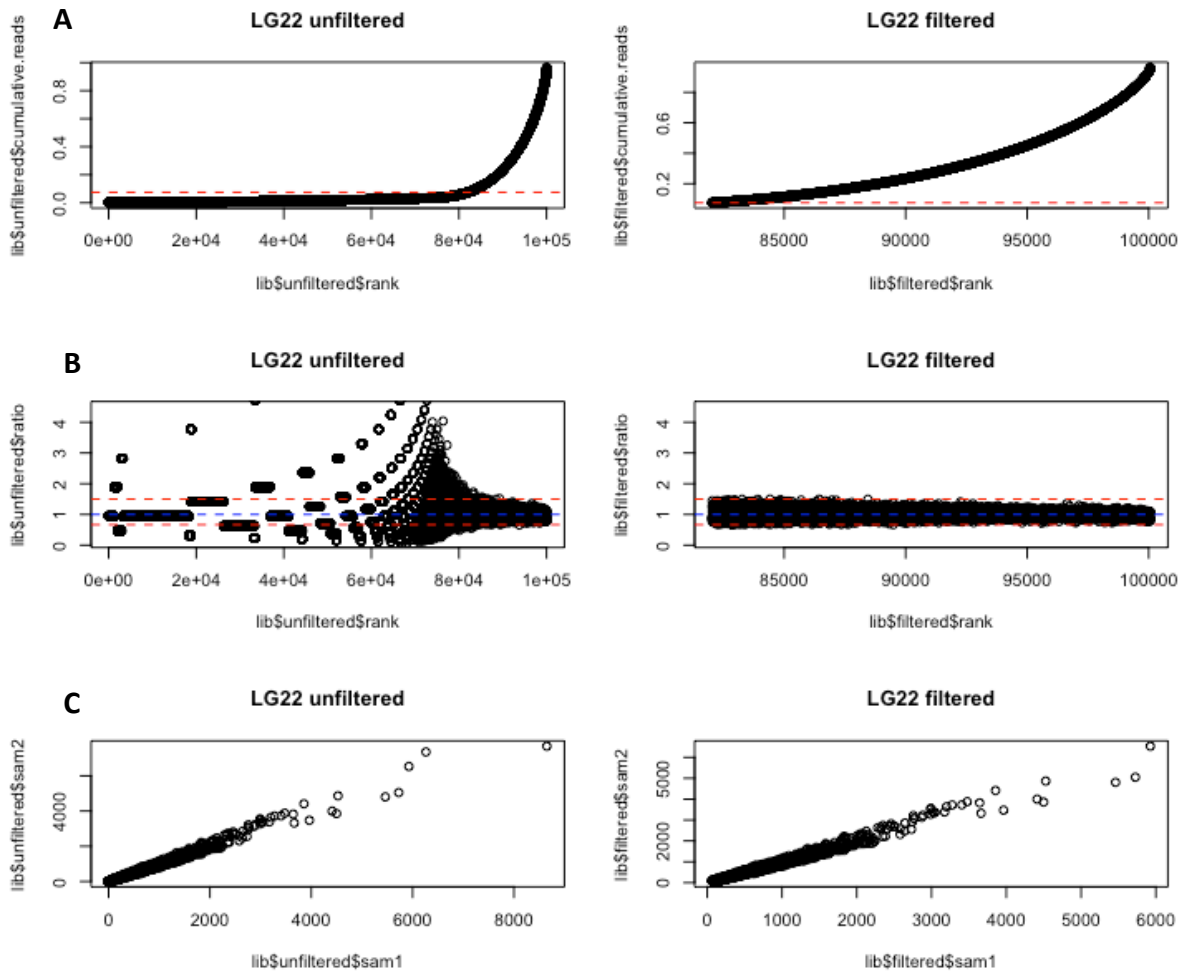 A
LG22 unfiltered
LG22 filtered
lib$unfiltered$cumulative.reads
0.0 0.4 0.8
0e+00 2e+04 4e+04 6e+04 8e+04 1e+05
lib$unfiltered$rank
lib$filtered$cumulative.reads
0.2 0.6
85000 90000 95000 100000
lib$filtered$rank
B
LG22 unfiltered
LG22 filtered
lib$unfiltered$ratio
0 1 2 3 4
0e+00 2e+04 4e+04 6e+04 8e+04 1e+05
lib$unfiltered$rank
lib$unfiltered$ratio
0 1 2 3 4
85000 90000 95000 100000
lib$filtered$rank
C
LG22 unfiltered
LG22 filtered
lib$unfiltered$sam2
0 4000
0 2000 4000 6000 8000
lib$unfiltered$sam1
lib$filtered$sam2
0 2000 5000
0 1000 2000 3000 4000 5000 6000
lib$filtered$sam1